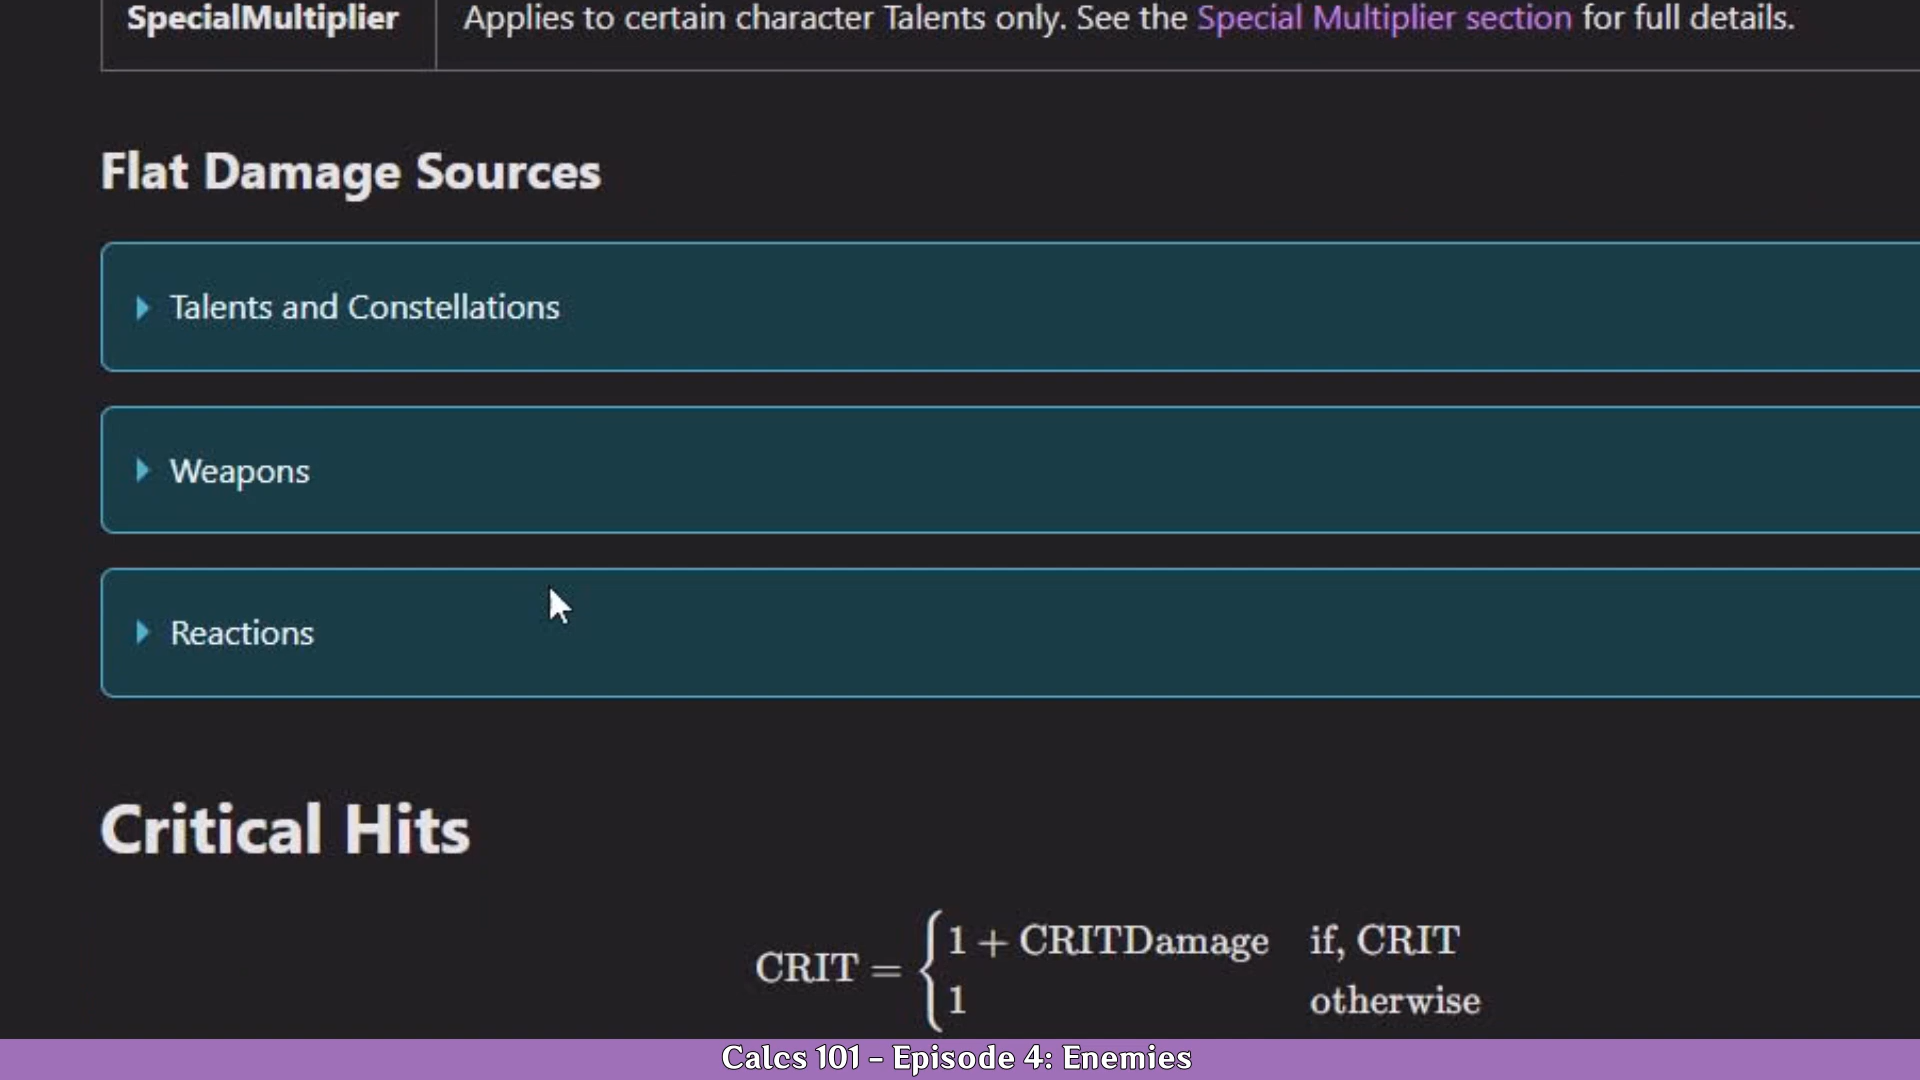 SpecialMultiplier Applies to certain character Talents only. See the Special Multiplier section for full details.
Flat Damage Sources
Talents and Constellations
Weapons
Reactions
Critical Hits
CRIT = { 1 + CRITDamage if, CRIT
1 otherwise
Calcs 101 - Episode 4: Enemies